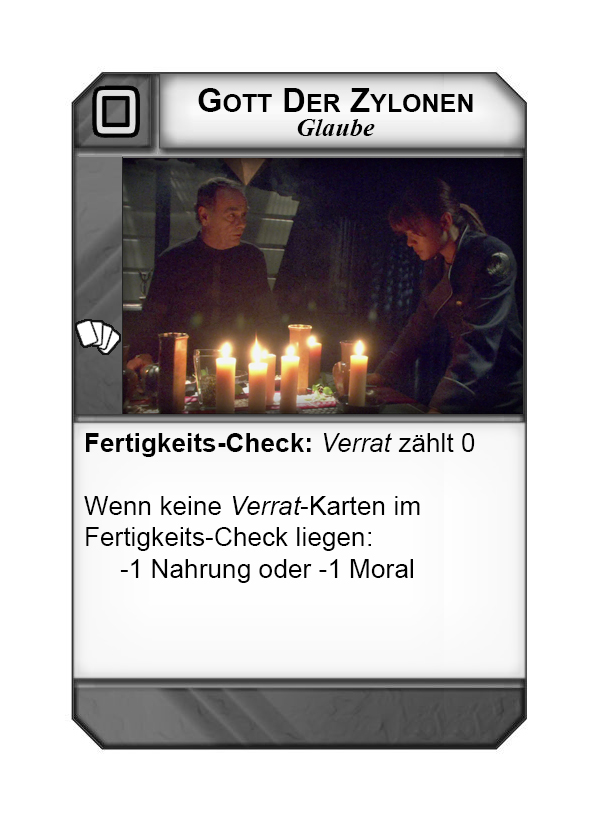 0
GOTT DER ZYLONEN
Glaube
Fertigkeits-Check: Verrat zählt 0
Wenn keine Verrat-Karten im
Fertigkeits-Check liegen:
-1 Nahrung oder -1 Moral